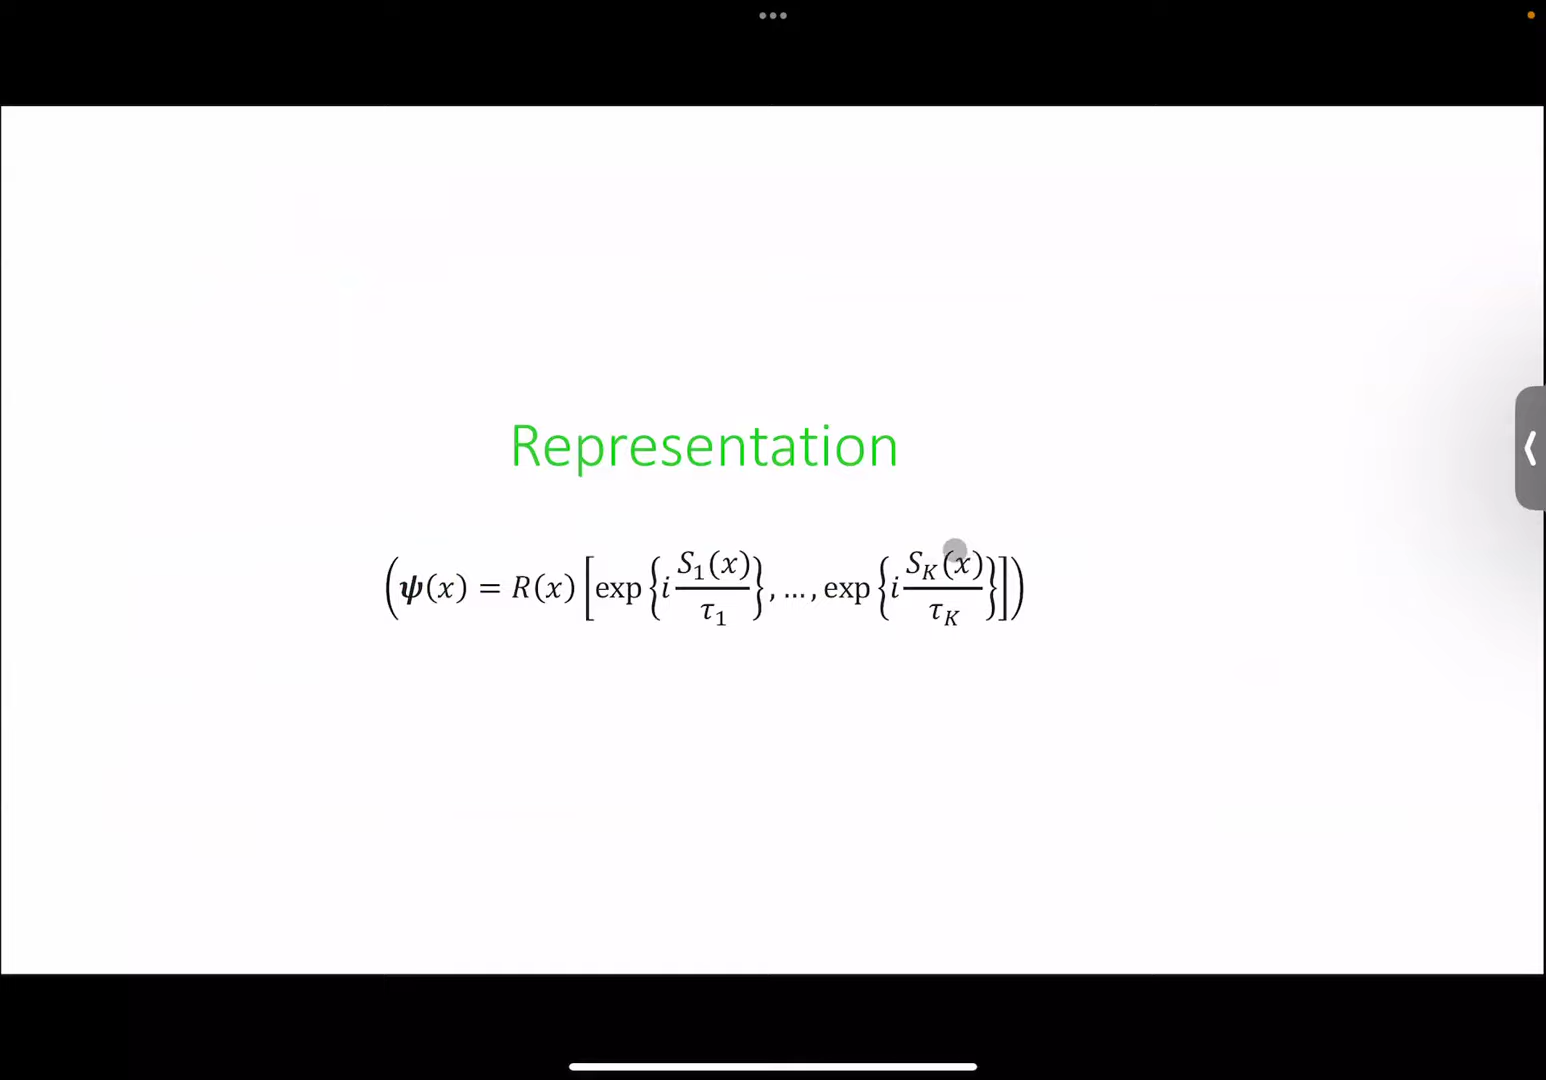 Representation
(𝝍(x) = R(x) [exp {i S₁(x)/τ₁}, …, exp {i S_K(x)/τ_K}])